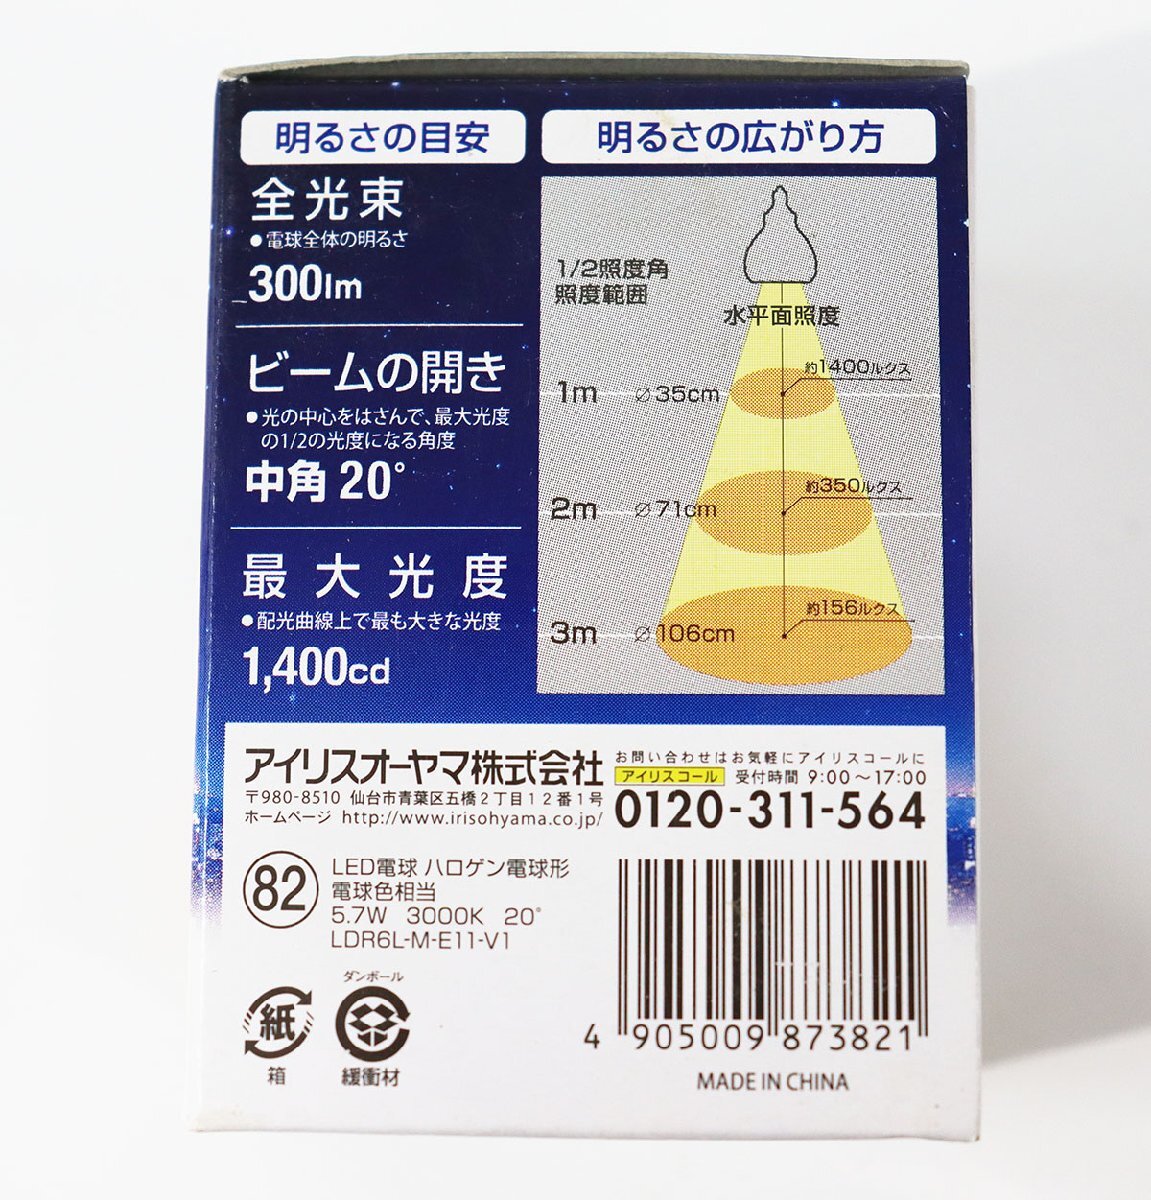 明るさの目安
全光束
●電球全体の明るさ
300lm
ビームの開き
●光の中心をはさんで、最大光度
の1/2の光度になる角度
中角 20°
最大光度
●配光曲線上で最も大きな光度
1,400cd
明るさの広がり方
1/2照度角
照度範囲
水平面照度
1m ∅35cm 約1400ルクス
2m ∅71cm 約350ルクス
3m ∅106cm 約156ルクス
アイリスオーヤマ株式会社
〒980-8510 仙台市青葉区五橋2丁目12番1号
ホームページ http://www.irisohyama.co.jp/
お問い合わせはお気軽にアイリスコールに
アイリスコール 受付時間 9:00〜17:00
0120-311-564
82
LED電球 ハロゲン電球形
電球色相当
5.7W 3000K 20°
LDR6L-M-E11-V1
紙
箱
ダンボール
緩衝材
4 905009 873821
MADE IN CHINA